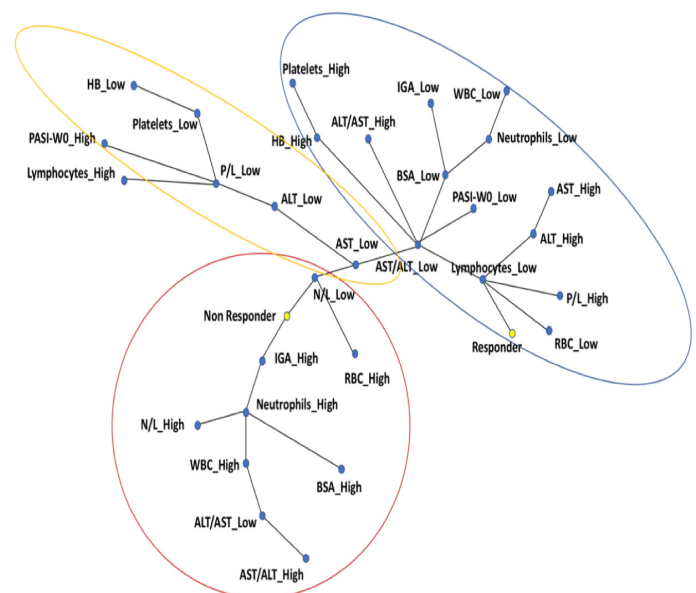 Platelets_High
HB_Low
IGA_Low
WBC_Low
Platelets_Low
ALT/AST_High
PASI-W0_High
HB_High
Neutrophils_Low
Lymphocytes_High
P/L_Low
BSA_Low
AST_High
ALT_Low
PASI-W0_Low
AST_Low
ALT_High
AST/ALT_Low
Lymphocytes_Low
N/L_Low
P/L_High
Non Responder
RBC_Low
Responder
IGA_High
RBC_High
Neutrophils_High
N/L_High
WBC_High
BSA_High
ALT/AST_Low
AST/ALT_High